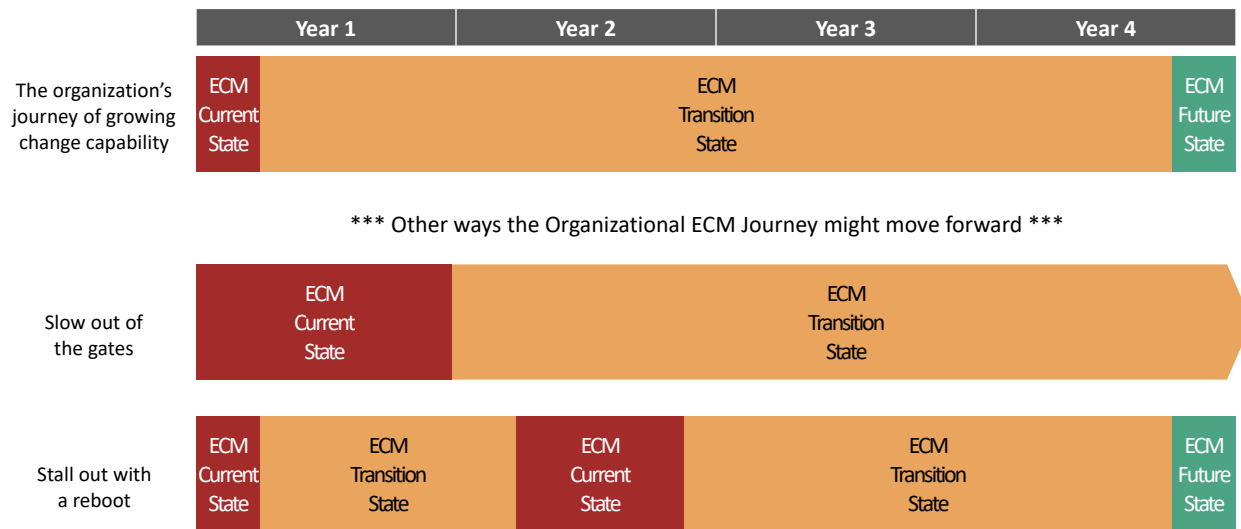 Year 1 Year 2 Year 3 Year 4
The organization's
journey of growing
change capability
ECM
Current
State
ECM
Transition
State
ECM
Future
State
*** Other ways the Organizational ECM Journey might move forward ***
Slow out of
the gates
ECM
Current
State
ECM
Transition
State
Stall out with
a reboot
ECM
Current
State
ECM
Transition
State
ECM
Current
State
ECM
Transition
State
ECM
Future
State